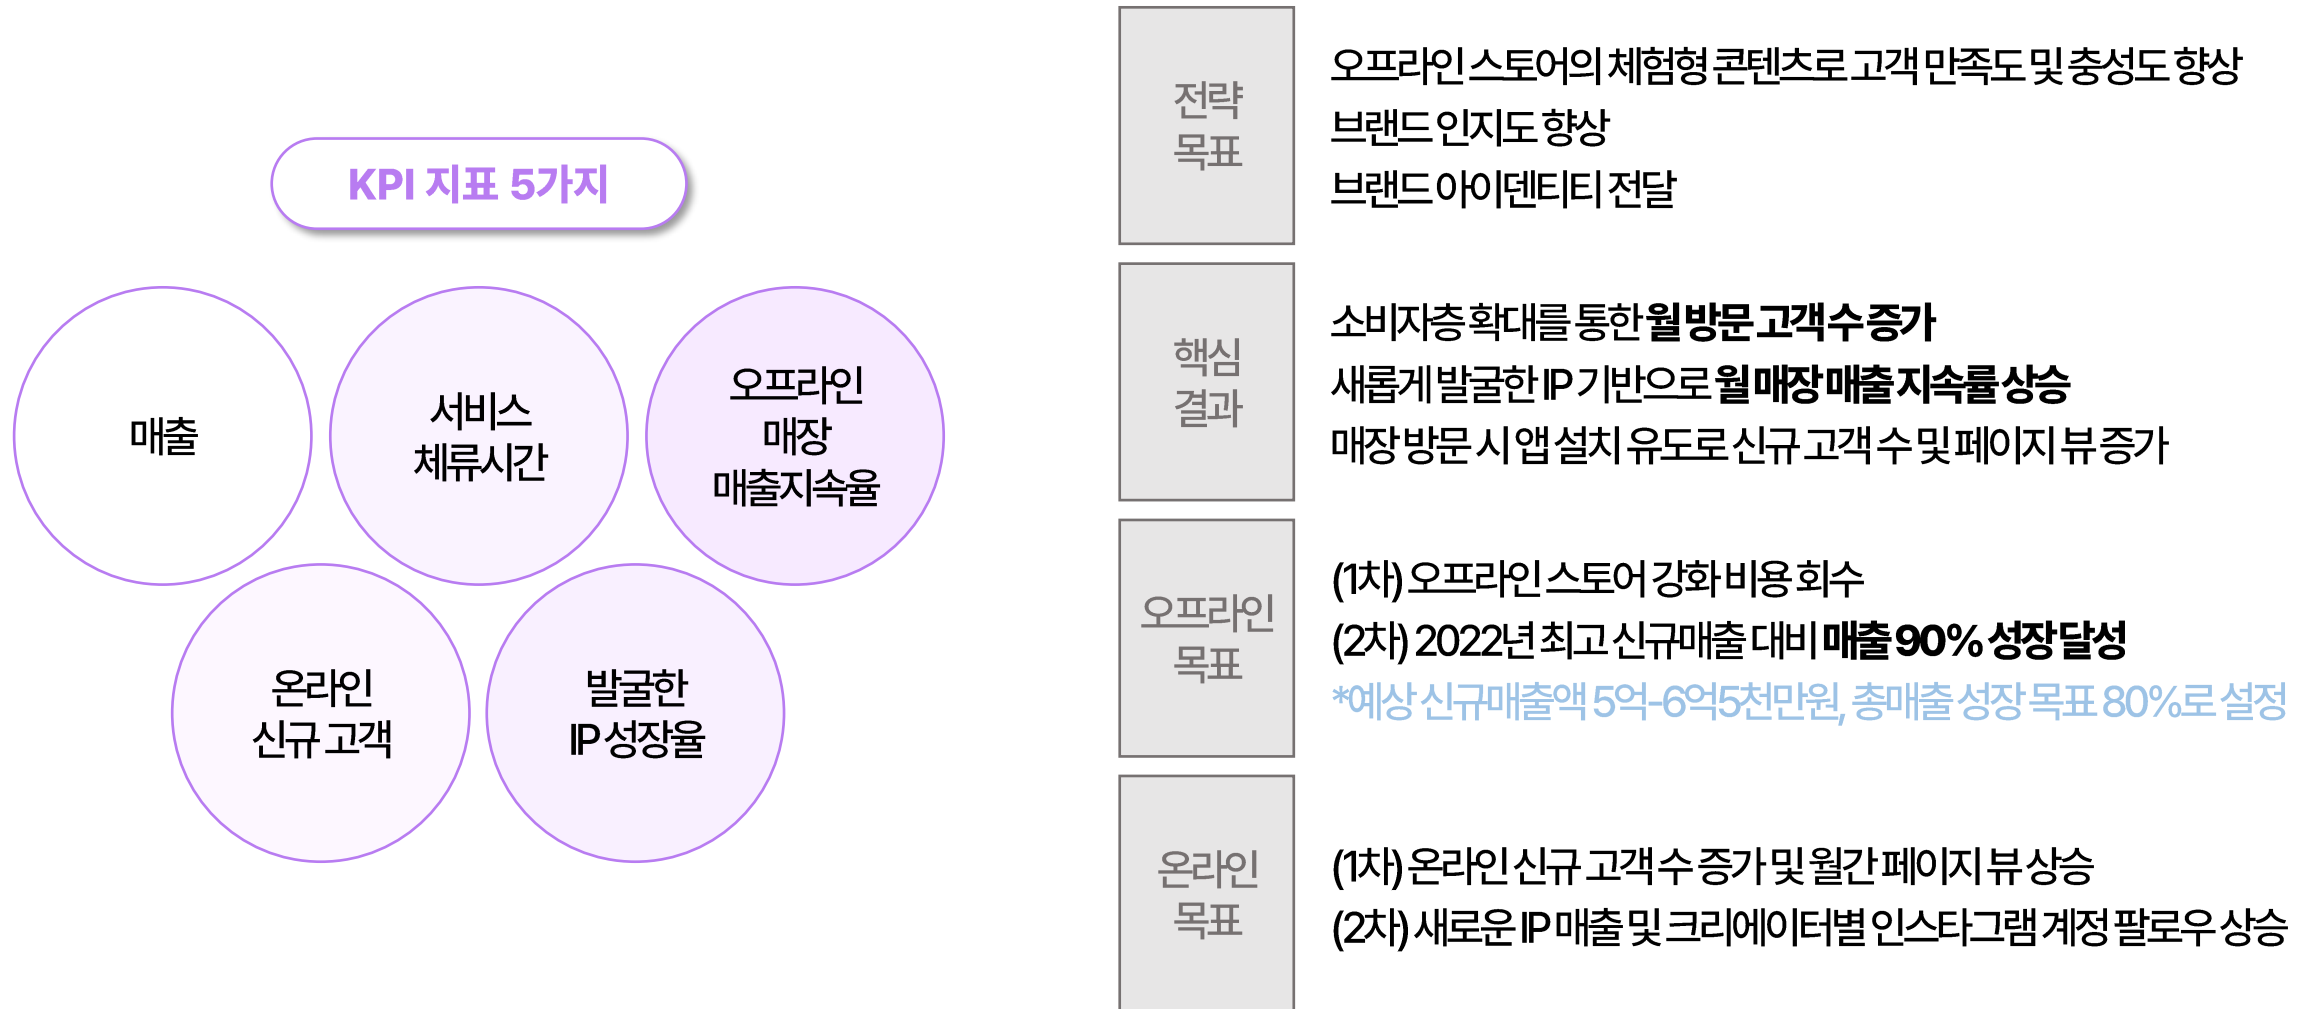 KPI 지표 5가지
매출
서비스
체류시간
오프라인
매장
매출지속율
온라인
신규 고객
발굴한
IP 성장율
전략
목표
오프라인 스토어의 체험형 콘텐츠로 고객 만족도 및 충성도 향상
브랜드 인지도 향상
브랜드 아이덴티티 전달
핵심
결과
소비자층 확대를 통한 월 방문 고객 수 증가
새롭게 발굴한 IP 기반으로 월 매장 매출 지속률 상승
매장 방문 시 앱 설치 유도로 신규 고객 수 및 페이지 뷰 증가
오프라인
목표
(1차) 오프라인 스토어 강화 비용 회수
(2차) 2022년 최고 신규매출 대비 매출 90% 성장 달성
*예상 신규매출액 5억-6억5천만원, 총매출 성장 목표 80%로 설정
온라인
목표
(1차) 온라인 신규 고객 수 증가 및 월간 페이지 뷰 상승
(2차) 새로운 IP 매출 및 크리에이터별 인스타그램 계정 팔로우 상승